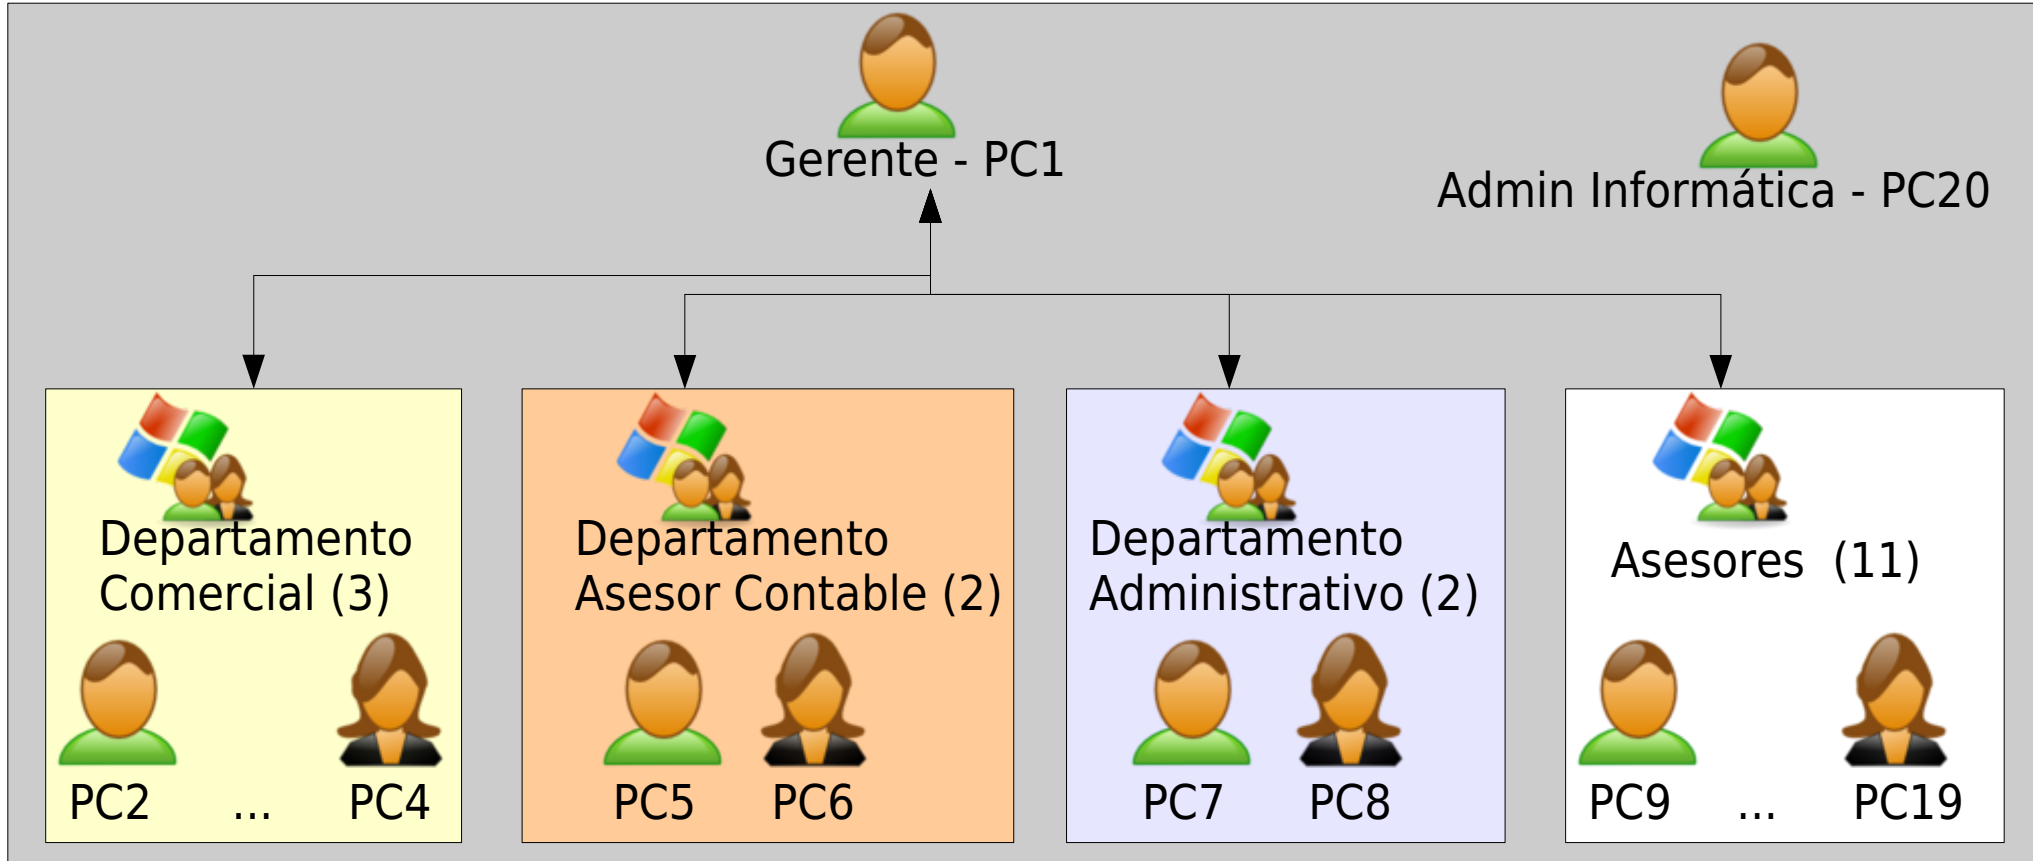 Gerente - PC1
Admin Informática - PC20
Departamento
Comercial (3)
PC2 ... PC4
Departamento
Asesor Contable (2)
PC5 PC6
Departamento
Administrativo (2)
PC7 PC8
Asesores (11)
PC9 ... PC19